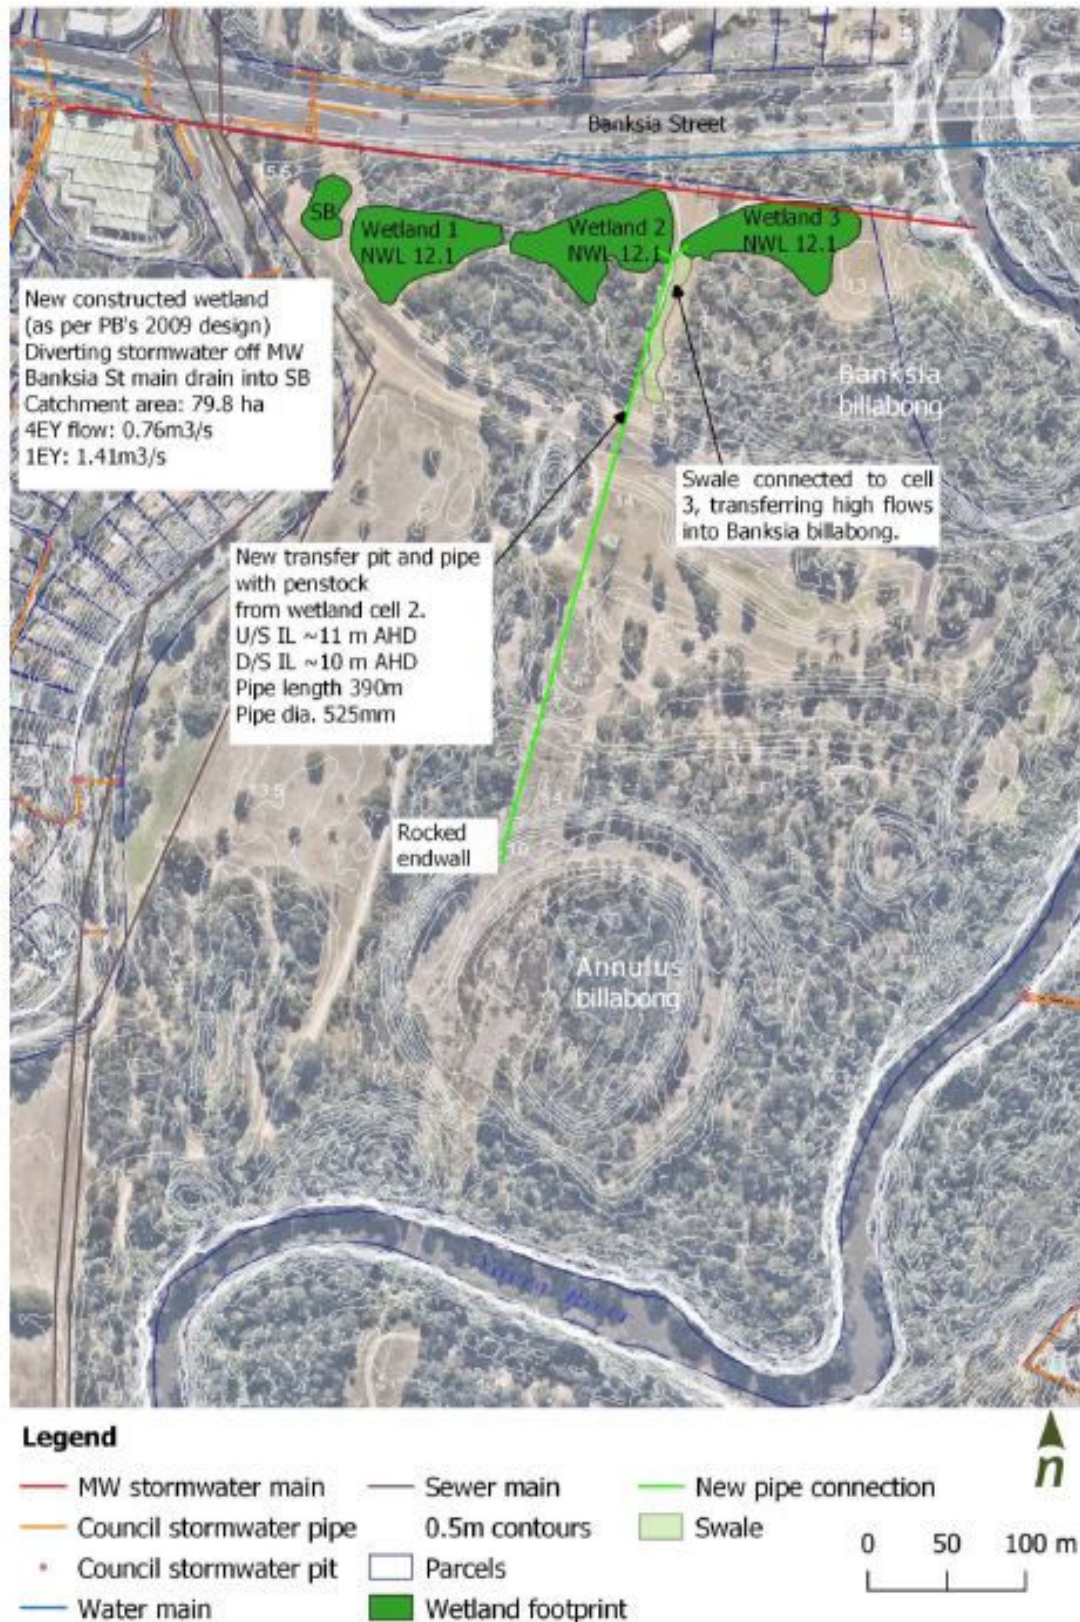 Banksia Street
15.6
SB
Wetland 1
NWL 12.1
Wetland 2
NWL 12.1
Wetland 3
NWL 12.1
New constructed wetland
(as per PB's 2009 design)
Diverting stormwater off MW
Banksia St main drain into SB
Catchment area: 79.8 ha
4EY flow: 0.76m3/s
1EY: 1.41m3/s
Banksia
billabong
Swale connected to cell
3, transferring high flows
into Banksia billabong.
New transfer pit and pipe
with penstock
from wetland cell 2.
U/S IL ~11 m AHD
D/S IL ~10 m AHD
Pipe length 390m
Pipe dia. 525mm
Rocked
endwall
Annulus
billabong
Yarra River
Legend
n
MW stormwater main
Sewer main
New pipe connection
Council stormwater pipe
0.5m contours
Swale
0 50 100 m
Council stormwater pit
Parcels
Water main
Wetland footprint